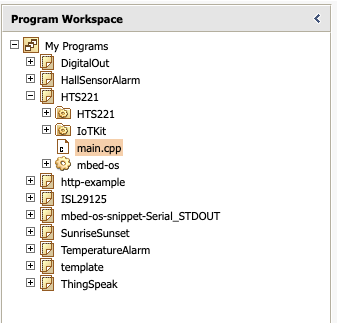 Program Workspace
My Programs
DigitalOut
HallSensorAlarm
HTS221
HTS221
IoTKit
main.cpp
mbed-os
http-example
ISL29125
mbed-os-snippet-Serial_STDOUT
SunriseSunset
TemperatureAlarm
template
ThingSpeak